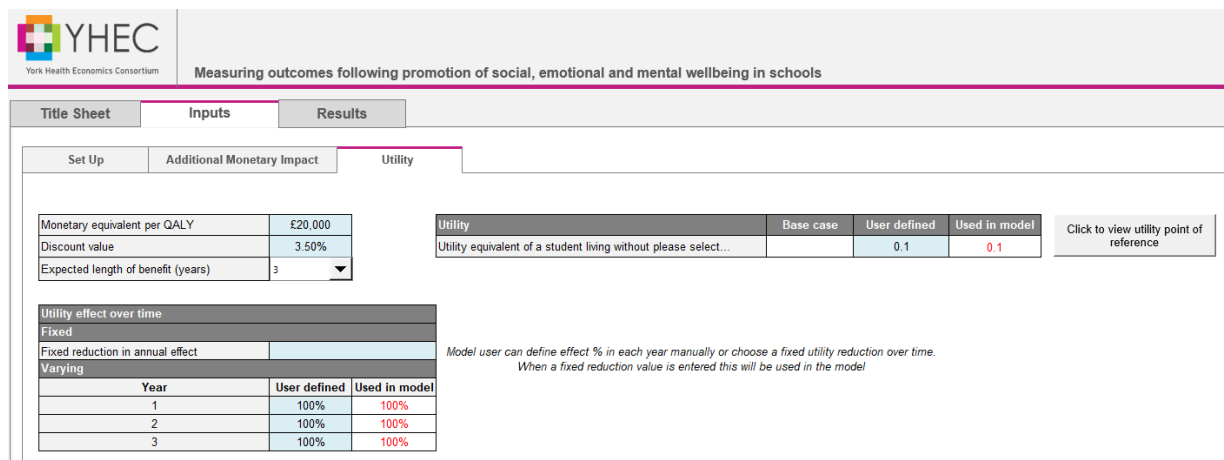 YHEC
York Health Economics Consortium
Measuring outcomes following promotion of social, emotional and mental wellbeing in schools
Title Sheet Inputs Results
Set Up Additional Monetary Impact Utility
Monetary equivalent per QALY £20,000
Discount value 3.50%
Expected length of benefit (years) 3
Utility Base case User defined Used in model
Utility equivalent of a student living without please select... 0.1 0.1
Click to view utility point of
reference
Utility effect over time
Fixed
Fixed reduction in annual effect
Varying
Year User defined Used in model
1 100% 100%
2 100% 100%
3 100% 100%
Model user can define effect % in each year manually or choose a fixed utility reduction over time.
When a fixed reduction value is entered this will be used in the model